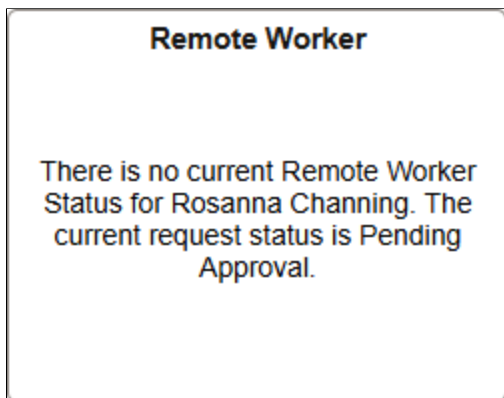 Remote Worker
There is no current Remote Worker
Status for Rosanna Channing. The
current request status is Pending
Approval.